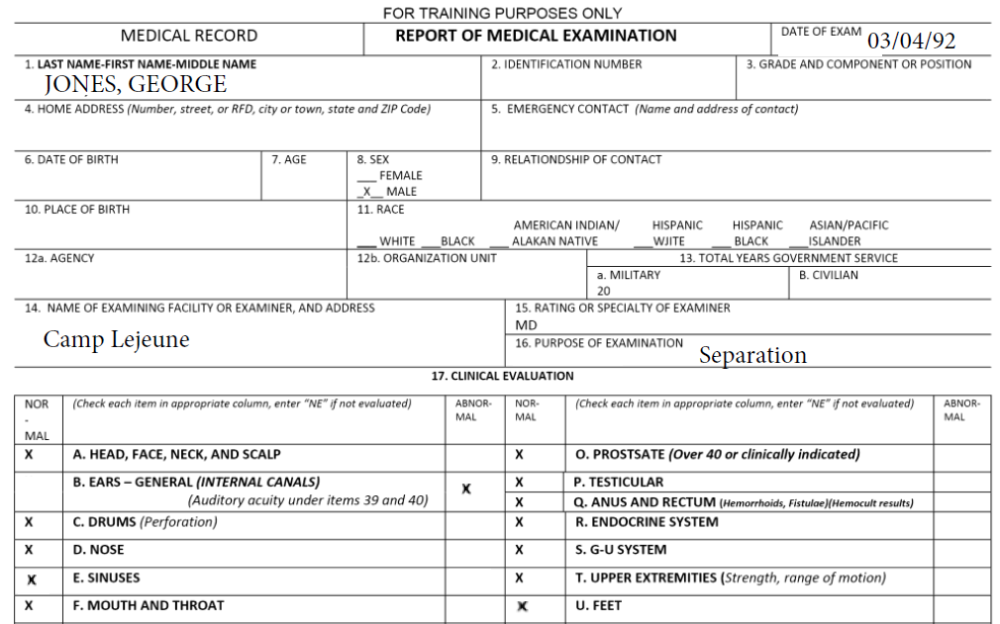 FOR TRAINING PURPOSES ONLY
MEDICAL RECORD
REPORT OF MEDICAL EXAMINATION
DATE OF EXAM 03/04/92
1. LAST NAME-FIRST NAME-MIDDLE NAME
JONES, GEORGE
2. IDENTIFICATION NUMBER
3. GRADE AND COMPONENT OR POSITION
4. HOME ADDRESS (Number, street, or RFD, city or town, state and ZIP Code)
5. EMERGENCY CONTACT (Name and address of contact)
6. DATE OF BIRTH
7. AGE
8. SEX
___ FEMALE
_X__ MALE
9. RELATIONSHIP OF CONTACT
10. PLACE OF BIRTH
11. RACE
AMERICAN INDIAN/ HISPANIC HISPANIC ASIAN/PACIFIC
___ WHITE ___BLACK ___ ALAKAN NATIVE ___WJITE ___BLACK ___ISLANDER
12a. AGENCY
12b. ORGANIZATION UNIT
13. TOTAL YEARS GOVERNMENT SERVICE
a. MILITARY
20
B. CIVILIAN
14. NAME OF EXAMINING FACILITY OR EXAMINER, AND ADDRESS
Camp Lejeune
15. RATING OR SPECIALTY OF EXAMINER
MD
16. PURPOSE OF EXAMINATION Separation
17. CLINICAL EVALUATION
NOR
-
MAL
(Check each item in appropriate column, enter “NE” if not evaluated)
ABNOR-
MAL
NOR-
MAL
(Check each item in appropriate column, enter “NE” if not evaluated)
ABNOR-
MAL
X A. HEAD, FACE, NECK, AND SCALP
X O. PROSTSATE (Over 40 or clinically indicated)
B. EARS – GENERAL (INTERNAL CANALS)
(Auditory acuity under items 39 and 40) X
X P. TESTICULAR
X Q. ANUS AND RECTUM (Hemorrhoids, Fistulae)(Hemocult results)
X C. DRUMS (Perforation)
X R. ENDOCRINE SYSTEM
X D. NOSE
X S. G-U SYSTEM
X E. SINUSES
X T. UPPER EXTREMITIES (Strength, range of motion)
X F. MOUTH AND THROAT
X U. FEET